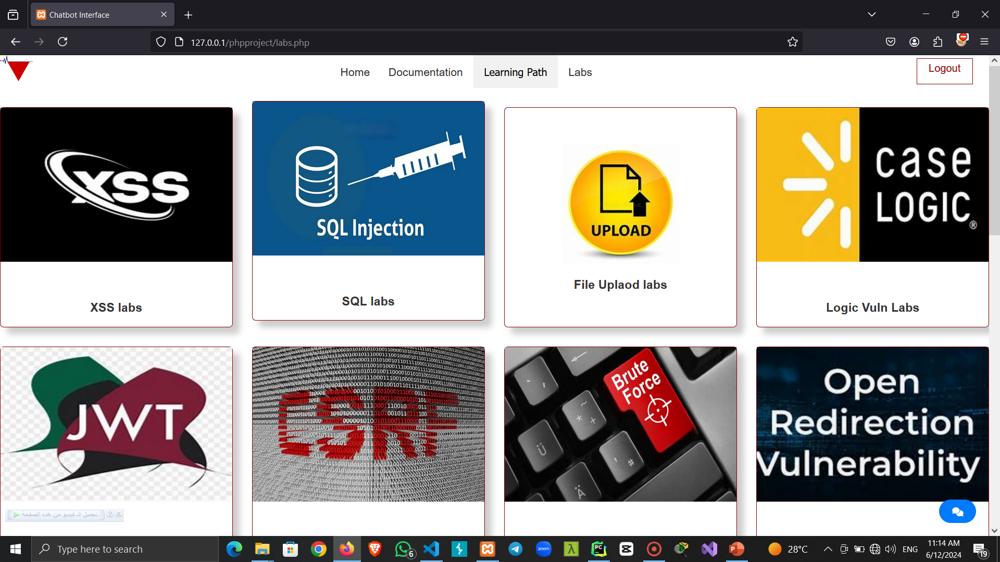 Chatbot Interface
127.0.0.1/phpproject/labs.php
Home Documentation Learning Path Labs Logout
XSS
SQL Injection
UPLOAD
case
LOGIC®
XSS labs
SQL labs
File Uplaod labs
Logic Vuln Labs
JWT
Brute
Force
Open
Redirection
Vulnerability
تحميل الـ فيديو من هذه الصفحة ? X
Type here to search
6
zoom
PC
P
28°C
ENG
11:14 AM
6/12/2024
19